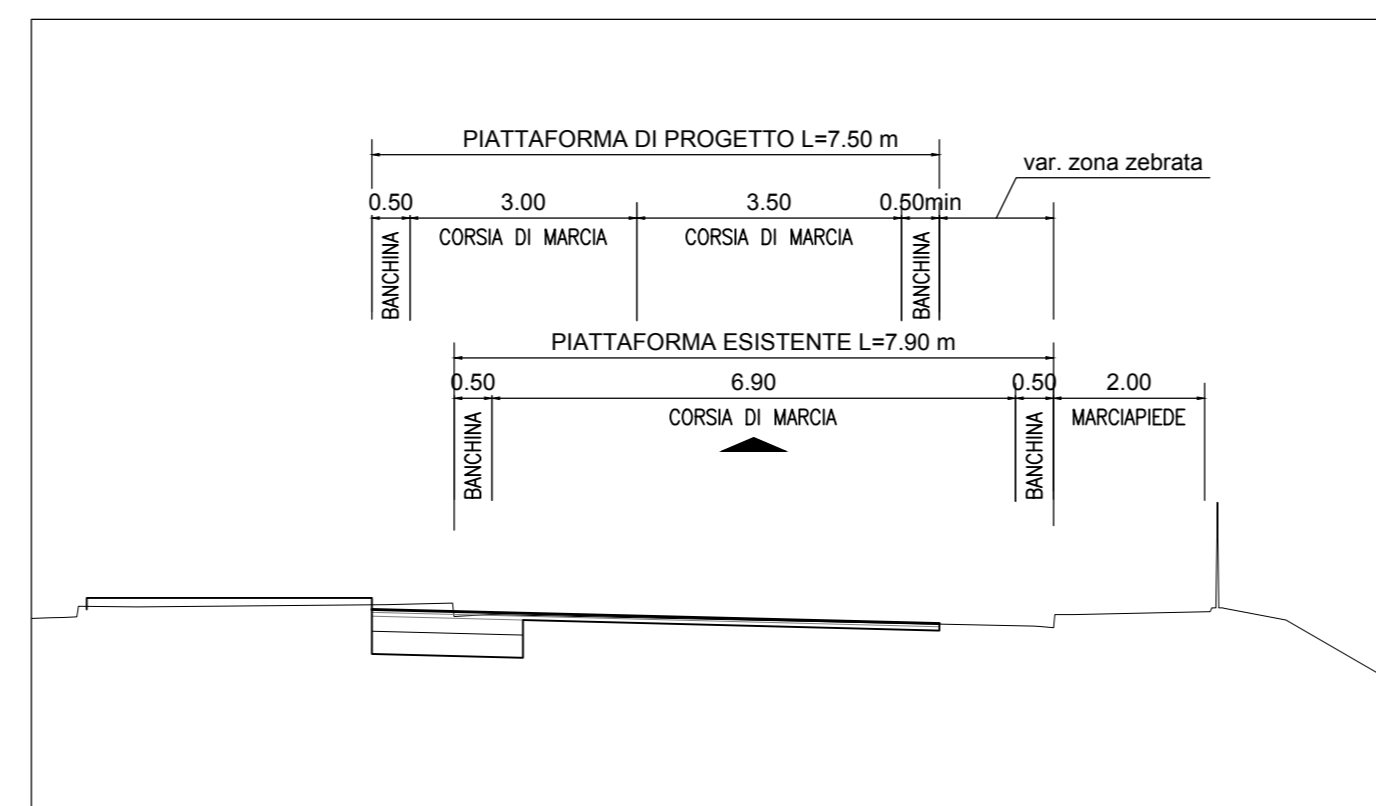 PIATTAFORMA DI PROGETTO L=7.50 m
var. zona zebrata
0.50 3.00 3.50 0.50min
BANCHINA CORSIA DI MARCIA CORSIA DI MARCIA BANCHINA
PIATTAFORMA ESISTENTE L=7.90 m
0.50 6.90 0.50 2.00
BANCHINA CORSIA DI MARCIA BANCHINA MARCIAPIEDE